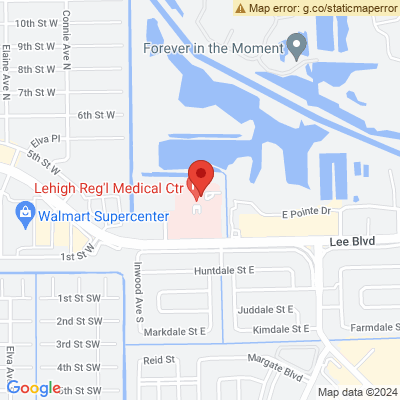 Map error: g.co/staticmaperror
10th St W
Connie Ave N
Elaine Ave N
9th St W
Forever in the Moment
8th St W
7th St W
6th St W
Elva Pl
5th St W
Lehigh Reg'l Medical Ctr
Walmart Supercenter
E Pointe Dr
Lee Blvd
1st St W
Inwood Ave S
Huntdale St E
1st St SW
Juddale St E
2nd St SW
Markdale St E
Kimdale St E
Farmdale St
3rd St SW
Elva Ave
4th St SW
Reid St
Margate Blvd
Google
St SW
Map data ©2024